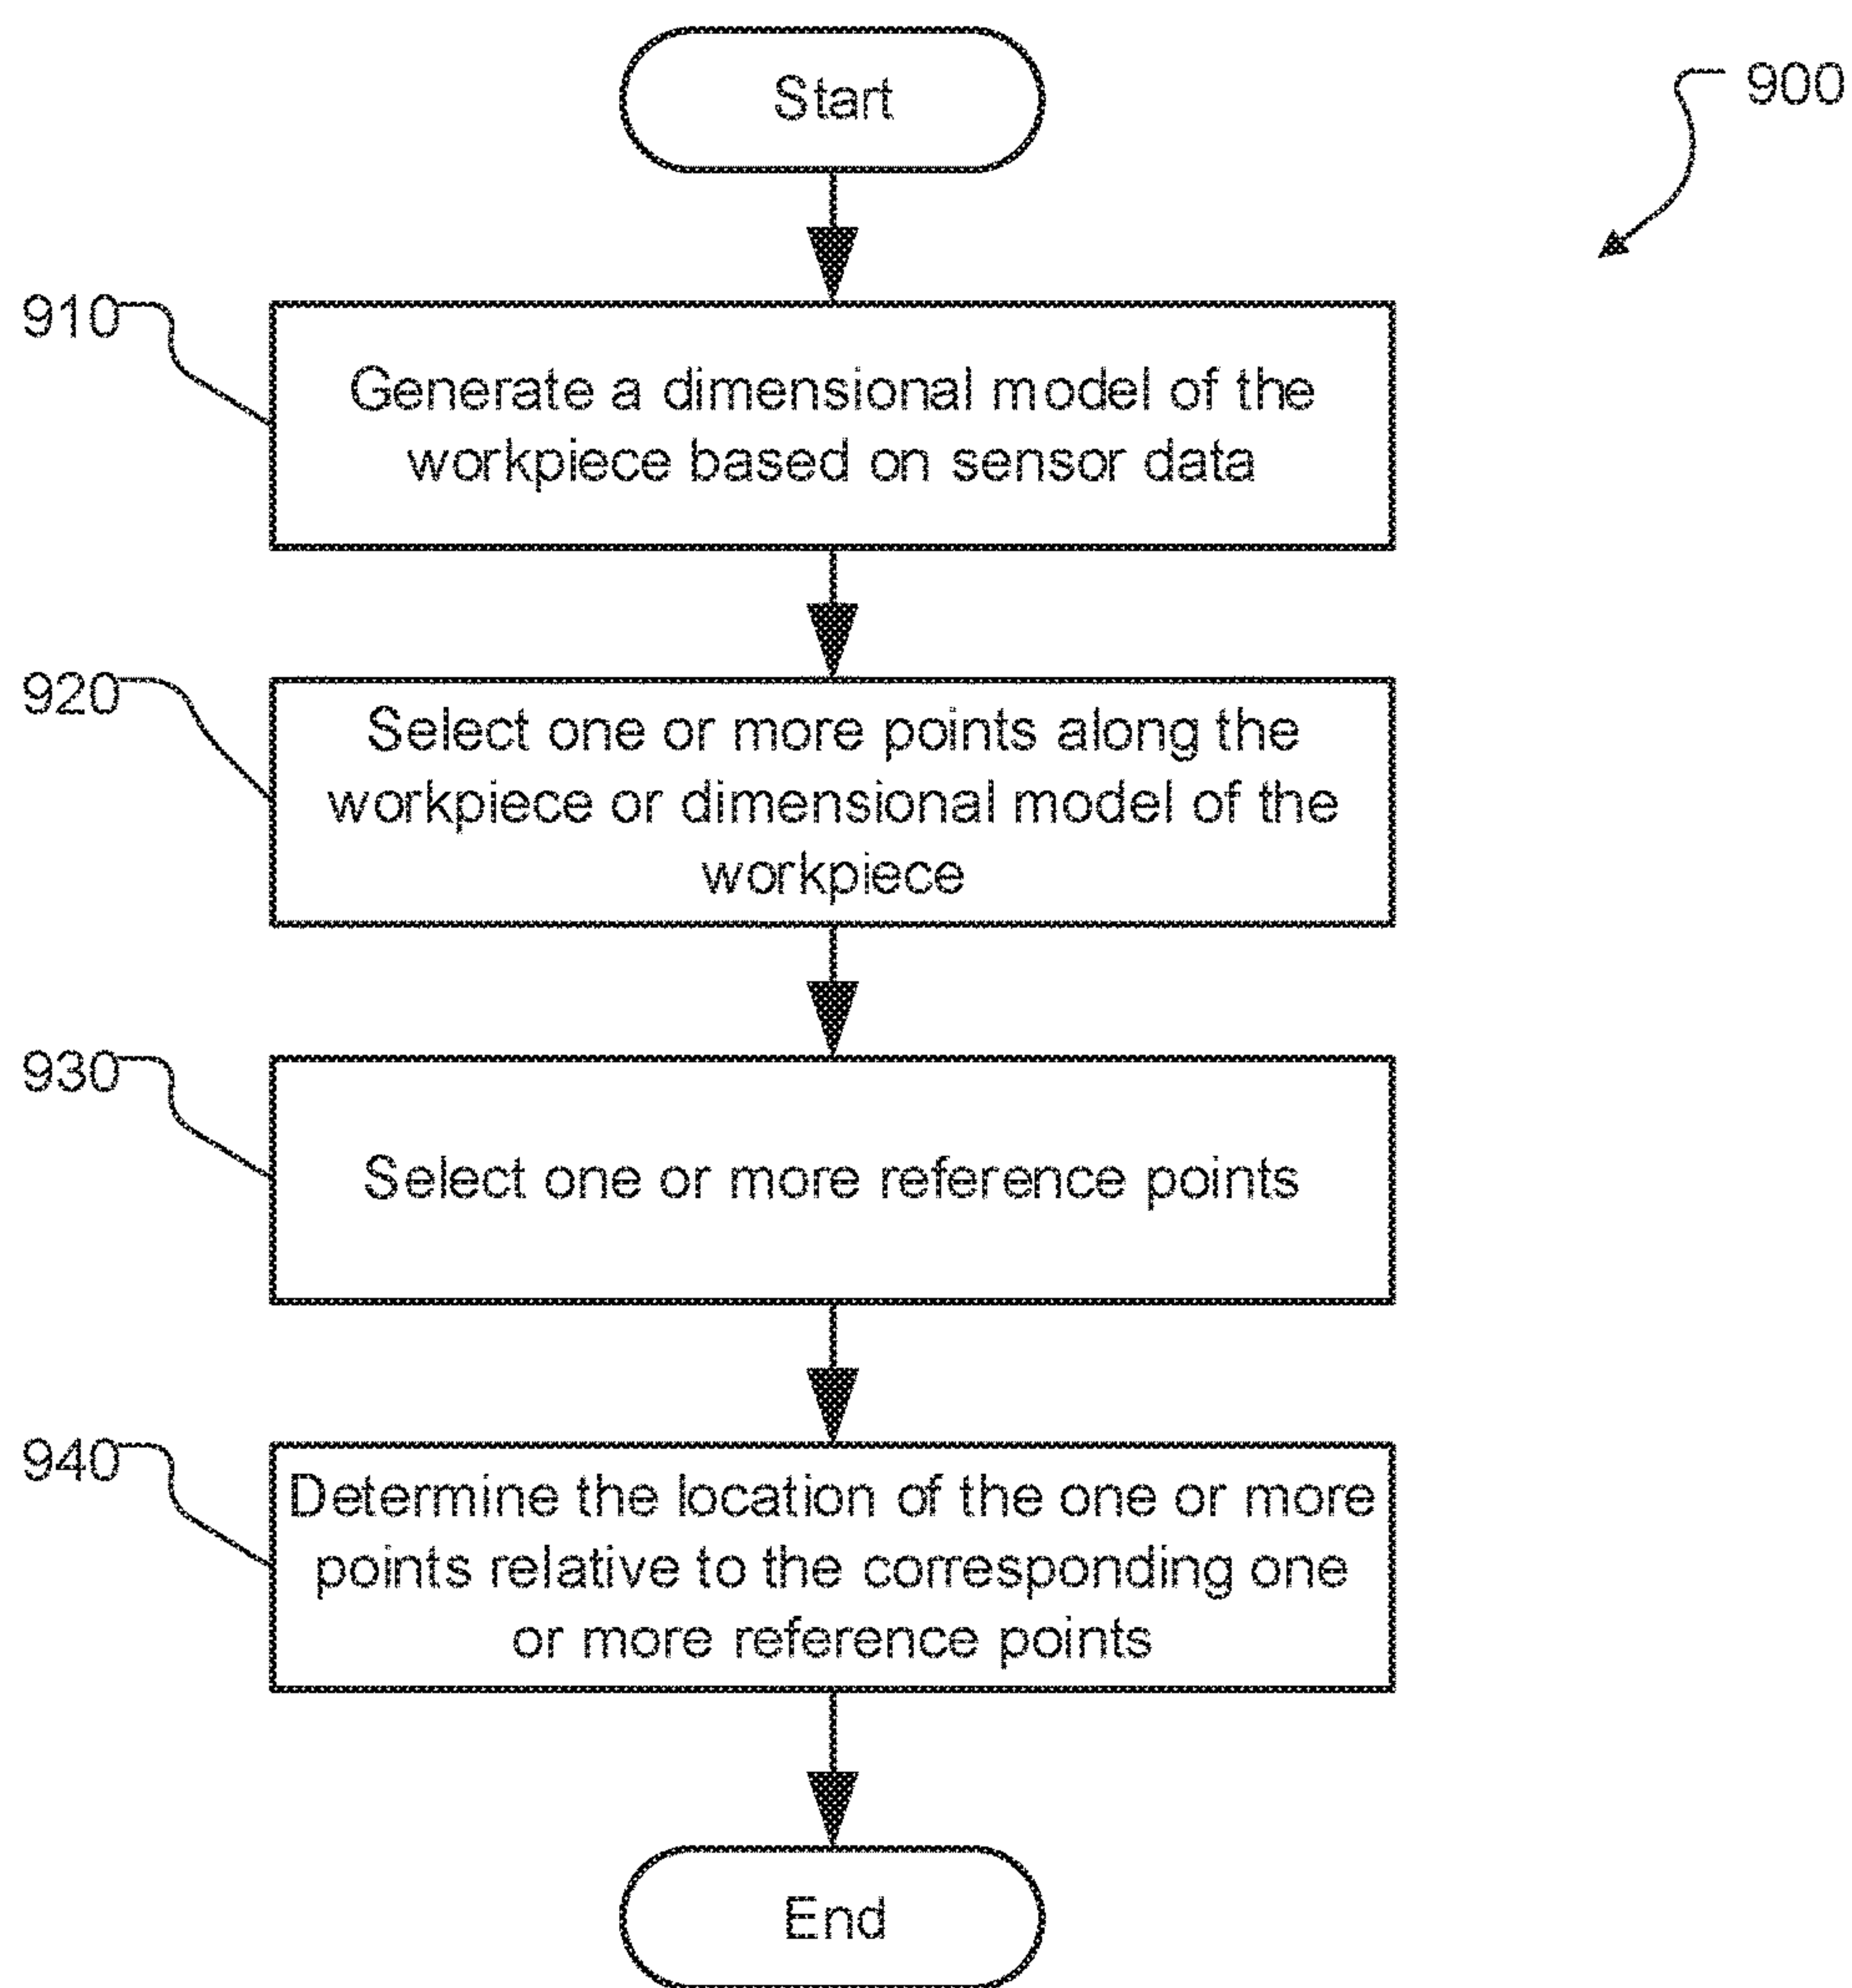 Start
900
910
Generate a dimensional model of the
workpiece based on sensor data
920
Select one or more points along the
workpiece or dimensional model of the
workpiece
930
Select one or more reference points
940
Determine the location of the one or more
points relative to the corresponding one
or more reference points
End